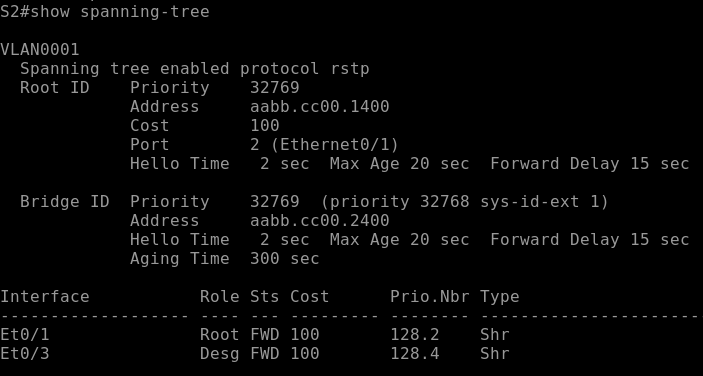 S2#show spanning-tree
VLAN0001
  Spanning tree enabled protocol rstp
  Root ID    Priority    32769
             Address     aabb.cc00.1400
             Cost        100
             Port        2 (Ethernet0/1)
             Hello Time   2 sec  Max Age 20 sec  Forward Delay 15 sec
  Bridge ID  Priority    32769  (priority 32768 sys-id-ext 1)
             Address     aabb.cc00.2400
             Hello Time   2 sec  Max Age 20 sec  Forward Delay 15 sec
             Aging Time  300 sec
Interface           Role Sts Cost      Prio.Nbr Type
------------------- ---- --- --------- -------- ----------------------
Et0/1               Root FWD 100       128.2    Shr
Et0/3               Desg FWD 100       128.4    Shr